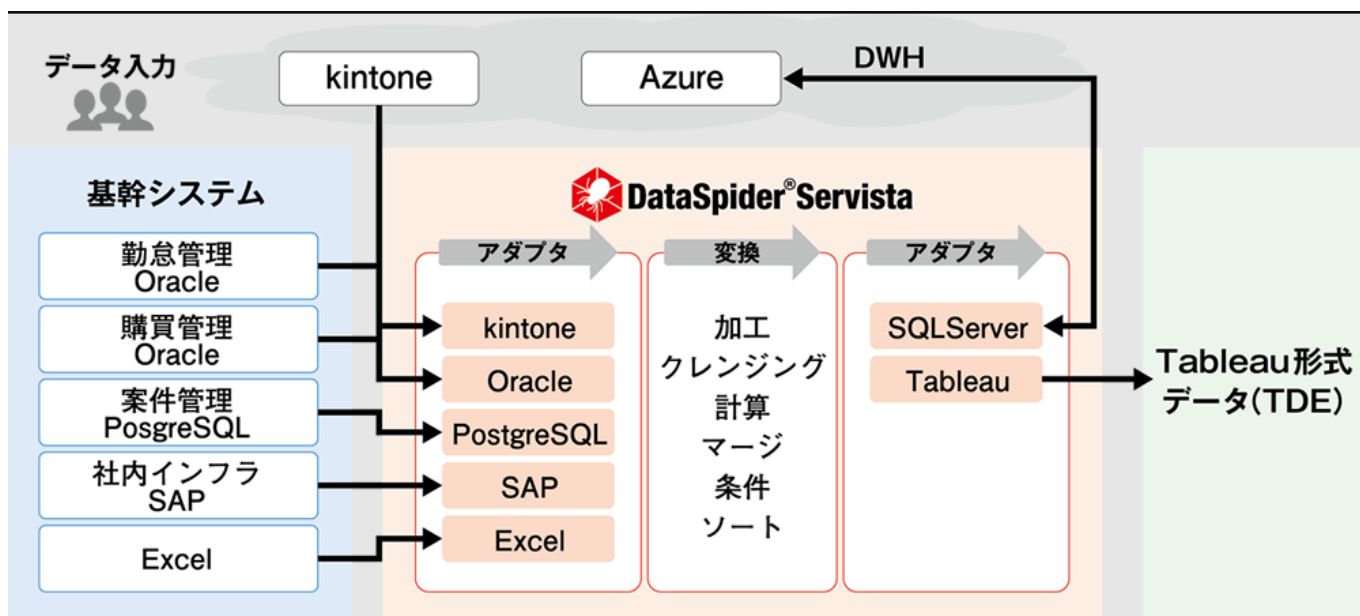 データ入力
kintone
Azure
DWH
基幹システム
勤怠管理
Oracle
購買管理
Oracle
案件管理
PosgreSQL
社内インフラ
SAP
Excel
DataSpider®Servista
アダプタ
kintone
Oracle
PostgreSQL
SAP
Excel
変換
加工
クレンジング
計算
マージ
条件
ソート
アダプタ
SQLServer
Tableau
Tableau形式
データ(TDE)